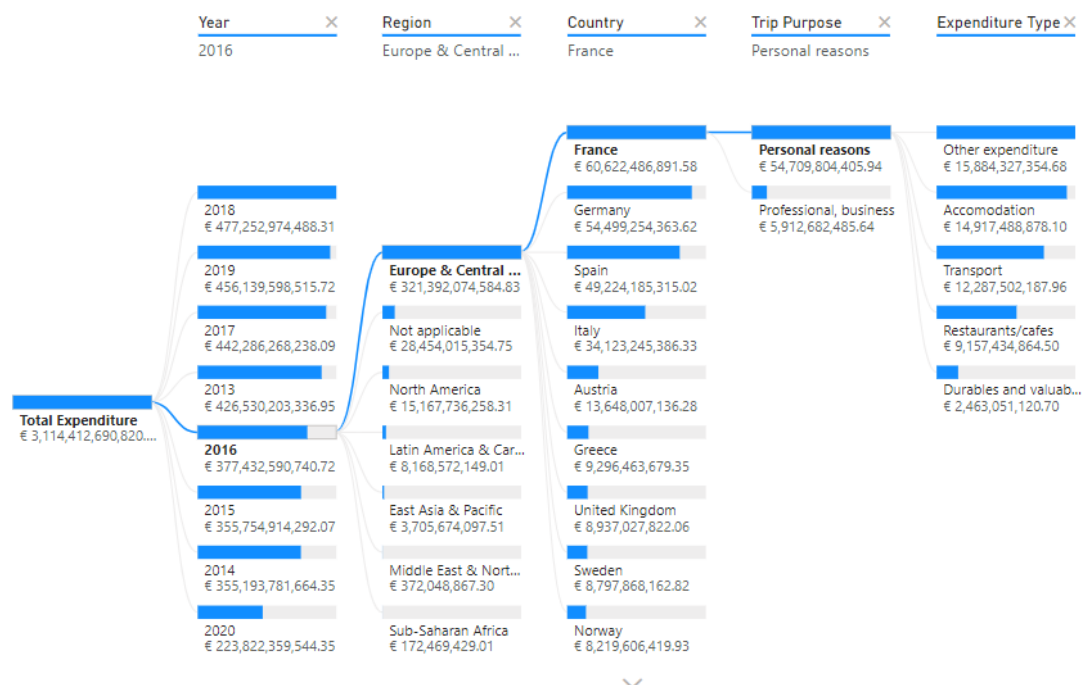 Year
2016
Region
Europe & Central ...
Country
France
Trip Purpose
Personal reasons
Expenditure Type
Total Expenditure
€ 3,114,412,690,820....
2018
€ 477,252,974,488.31
2019
€ 456,139,598,515.72
2017
€ 442,286,268,238.09
2013
€ 426,530,203,336.95
2016
€ 377,432,590,740.72
2015
€ 355,754,914,292.07
2014
€ 355,193,781,664.35
2020
€ 223,822,359,544.35
Europe & Central ...
€ 321,392,074,584.83
Not applicable
€ 28,454,015,354.75
North America
€ 15,167,736,258.31
Latin America & Car...
€ 8,168,572,149.01
East Asia & Pacific
€ 3,705,674,097.51
Middle East & Nort...
€ 372,048,867.30
Sub-Saharan Africa
€ 172,469,429.01
France
€ 60,622,486,891.58
Germany
€ 54,499,254,363.62
Spain
€ 49,224,185,315.02
Italy
€ 34,123,245,386.33
Austria
€ 13,648,007,136.28
Greece
€ 9,296,463,679.35
United Kingdom
€ 8,937,027,822.06
Sweden
€ 8,797,868,162.82
Norway
€ 8,219,606,419.93
Personal reasons
€ 54,709,804,405.94
Professional, business
€ 5,912,682,485.64
Other expenditure
€ 15,884,327,354.68
Accomodation
€ 14,917,488,878.10
Transport
€ 12,287,502,187.96
Restaurants/cafes
€ 9,157,434,864.50
Durables and valuab...
€ 2,463,051,120.70